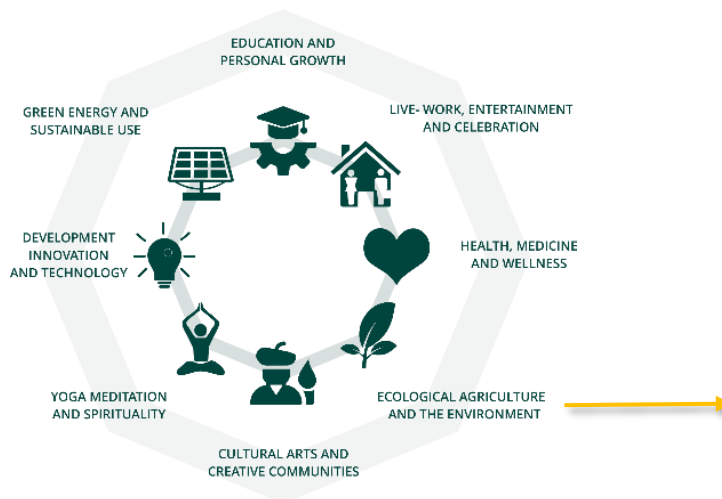 EDUCATION AND
PERSONAL GROWTH
GREEN ENERGY AND
SUSTAINABLE USE
LIVE- WORK, ENTERTAINMENT
AND CELEBRATION
DEVELOPMENT
INNOVATION
AND TECHNOLOGY
HEALTH, MEDICINE
AND WELLNESS
YOGA MEDITATION
AND SPIRITUALITY
ECOLOGICAL AGRICULTURE
AND THE ENVIRONMENT
CULTURAL ARTS AND
CREATIVE COMMUNITIES